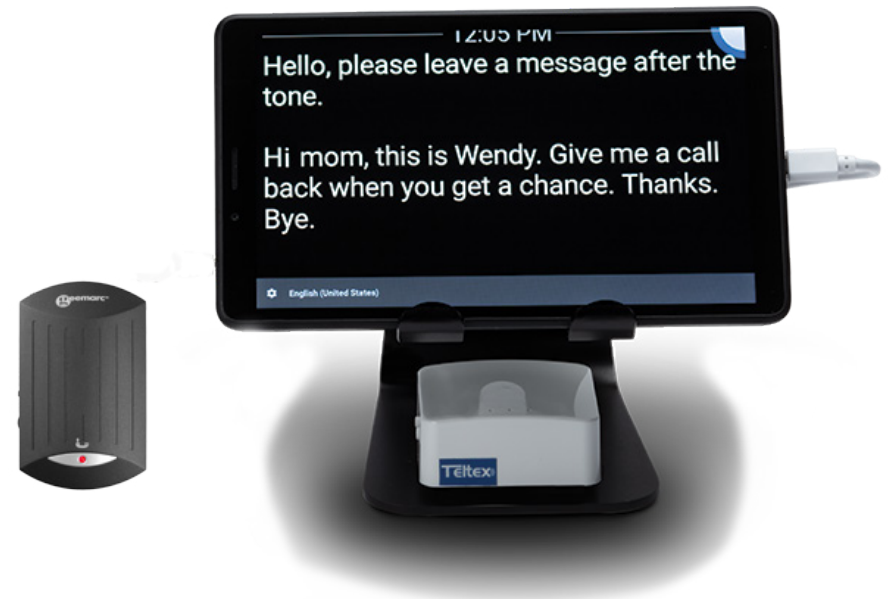 12:05 PM
Hello, please leave a message after the
tone.
Hi mom, this is Wendy. Give me a call
back when you get a chance. Thanks.
Bye.
English (United States)
Geemarc
Teltex